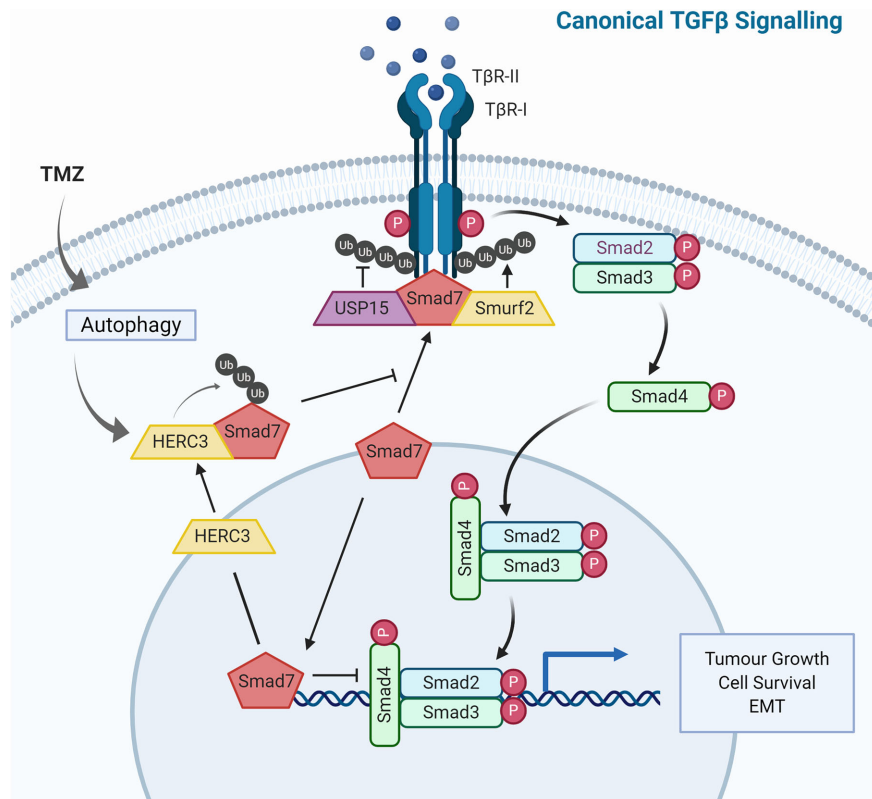 Canonical TGFβ Signalling
TβR-II
TβR-I
TMZ
P
P
Ub
Ub
Ub
Ub
Ub
Ub
Ub
Ub
Smad2
P
Smad3
P
USP15
Smad7
Smurf2
Autophagy
Ub
Ub
Ub
HERC3
Smad7
Smad4
P
Smad7
P
Smad4
Smad2
P
Smad3
P
HERC3
P
Smad4
Smad7
Smad2
P
Smad3
P
Tumour Growth
Cell Survival
EMT